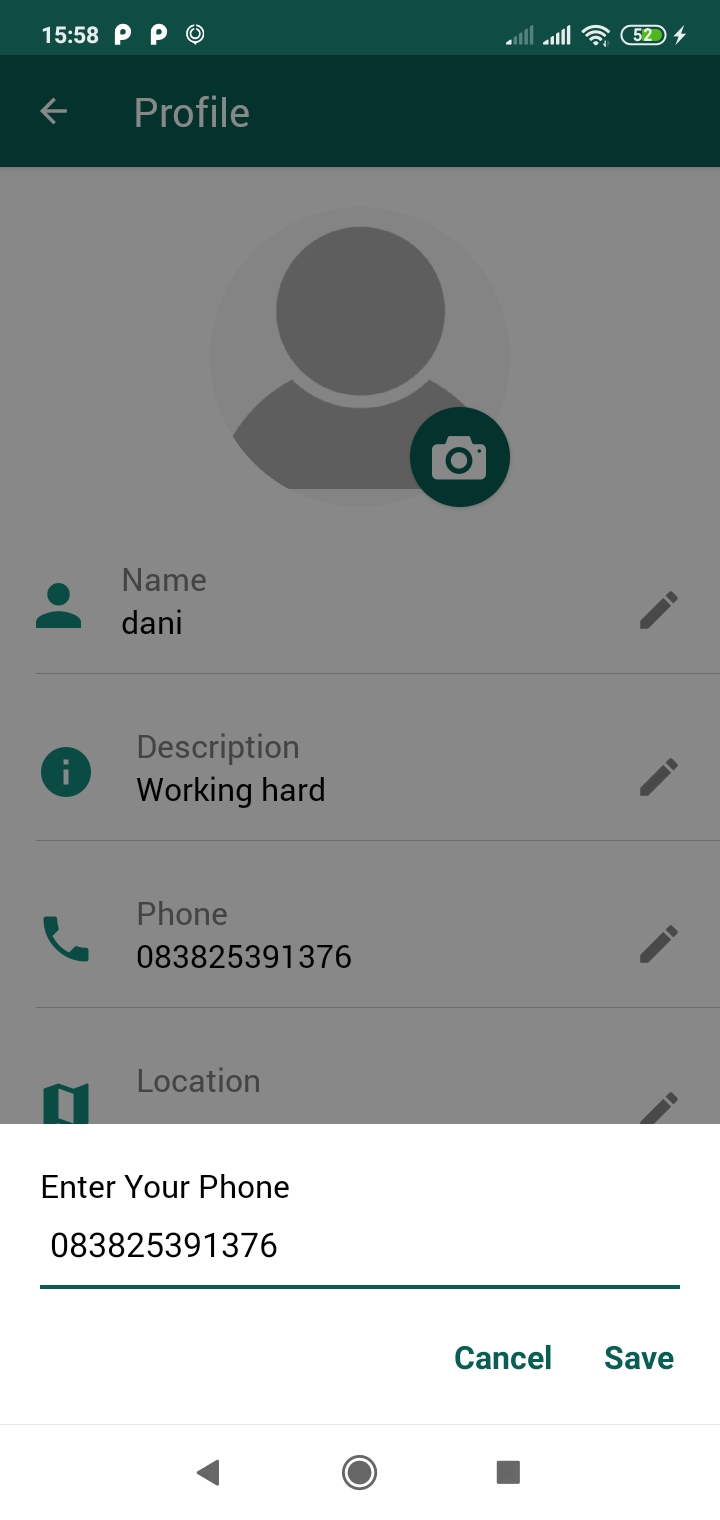 15:58
52
Profile
Name
dani
Description
Working hard
Phone
083825391376
Location
Enter Your Phone
083825391376
Cancel Save